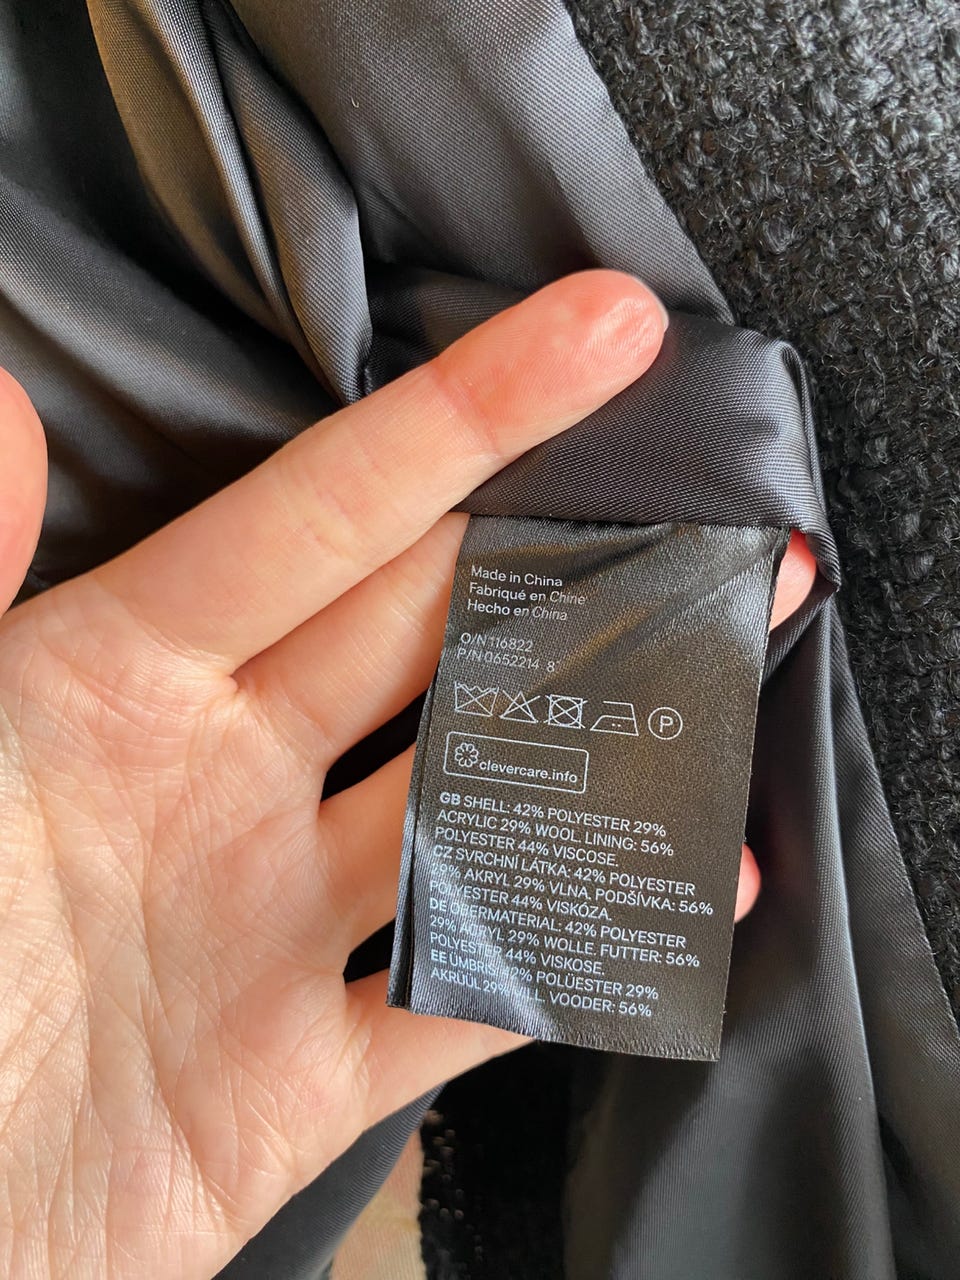 Made in China
Fabriqué en Chine
Hecho en China
O/N 116822
P/N 0652214 8
P
clevercare.info
GB SHELL: 42% POLYESTER 29%
ACRYLIC 29% WOOL. LINING: 56%
POLYESTER 44% VISCOSE.
CZ SVRCHNÍ LÁTKA: 42% POLYESTER
29% AKRYL 29% VLNA. PODŠÍVKA: 56%
POLYESTER 44% VISKÓZA.
DE OBERMATERIAL: 42% POLYESTER
29% ACRYL 29% WOLLE. FUTTER: 56%
POLYESTER 44% VISKOSE.
EE ÜMBRIS: 42% POLÜESTER 29%
AKRÜÜL 29% VILL. VOODER: 56%